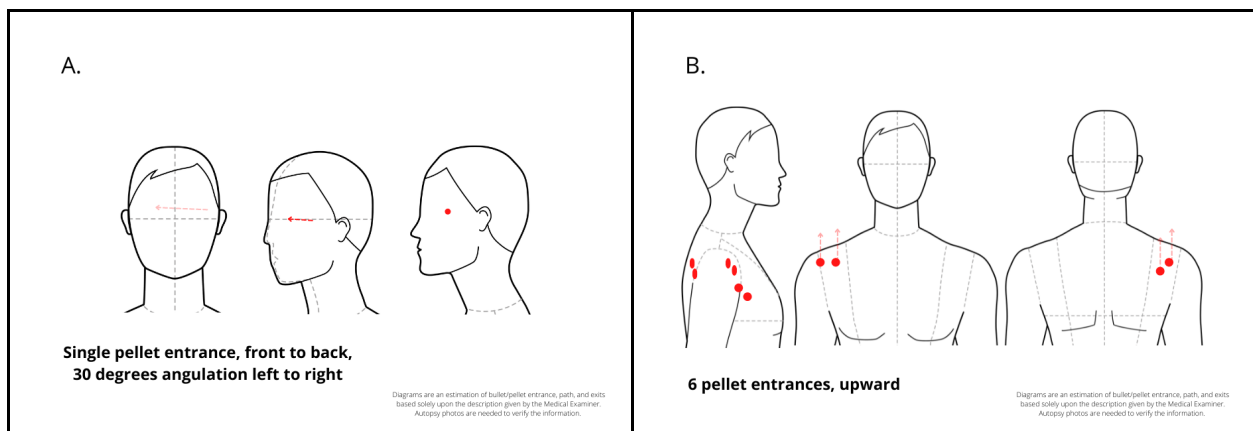 A.
Single pellet entrance, front to back,
30 degrees angulation left to right
Diagrams are an estimation of bullet/pellet entrance, path, and exits
based solely upon the description given by the Medical Examiner.
Autopsy photos are needed to verify the information.
B.
6 pellet entrances, upward
Diagrams are an estimation of bullet/pellet entrance, path, and exits
based solely upon the description given by the Medical Examiner.
Autopsy photos are needed to verify the information.